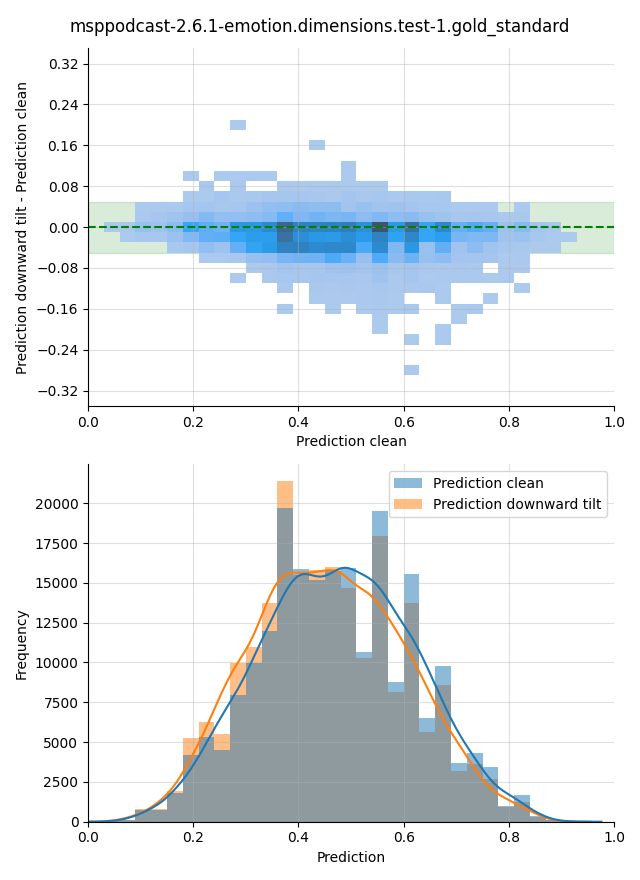 msppodcast-2.6.1-emotion.dimensions.test-1.gold_standard
0.32
0.24
0.16
0.08
0.00
−0.08
−0.16
−0.24
−0.32
Prediction downward tilt - Prediction clean
0.0 0.2 0.4 0.6 0.8 1.0
Prediction clean
Prediction clean
Prediction downward tilt
20000
17500
15000
12500
10000
7500
5000
2500
0
Frequency
0.0 0.2 0.4 0.6 0.8 1.0
Prediction